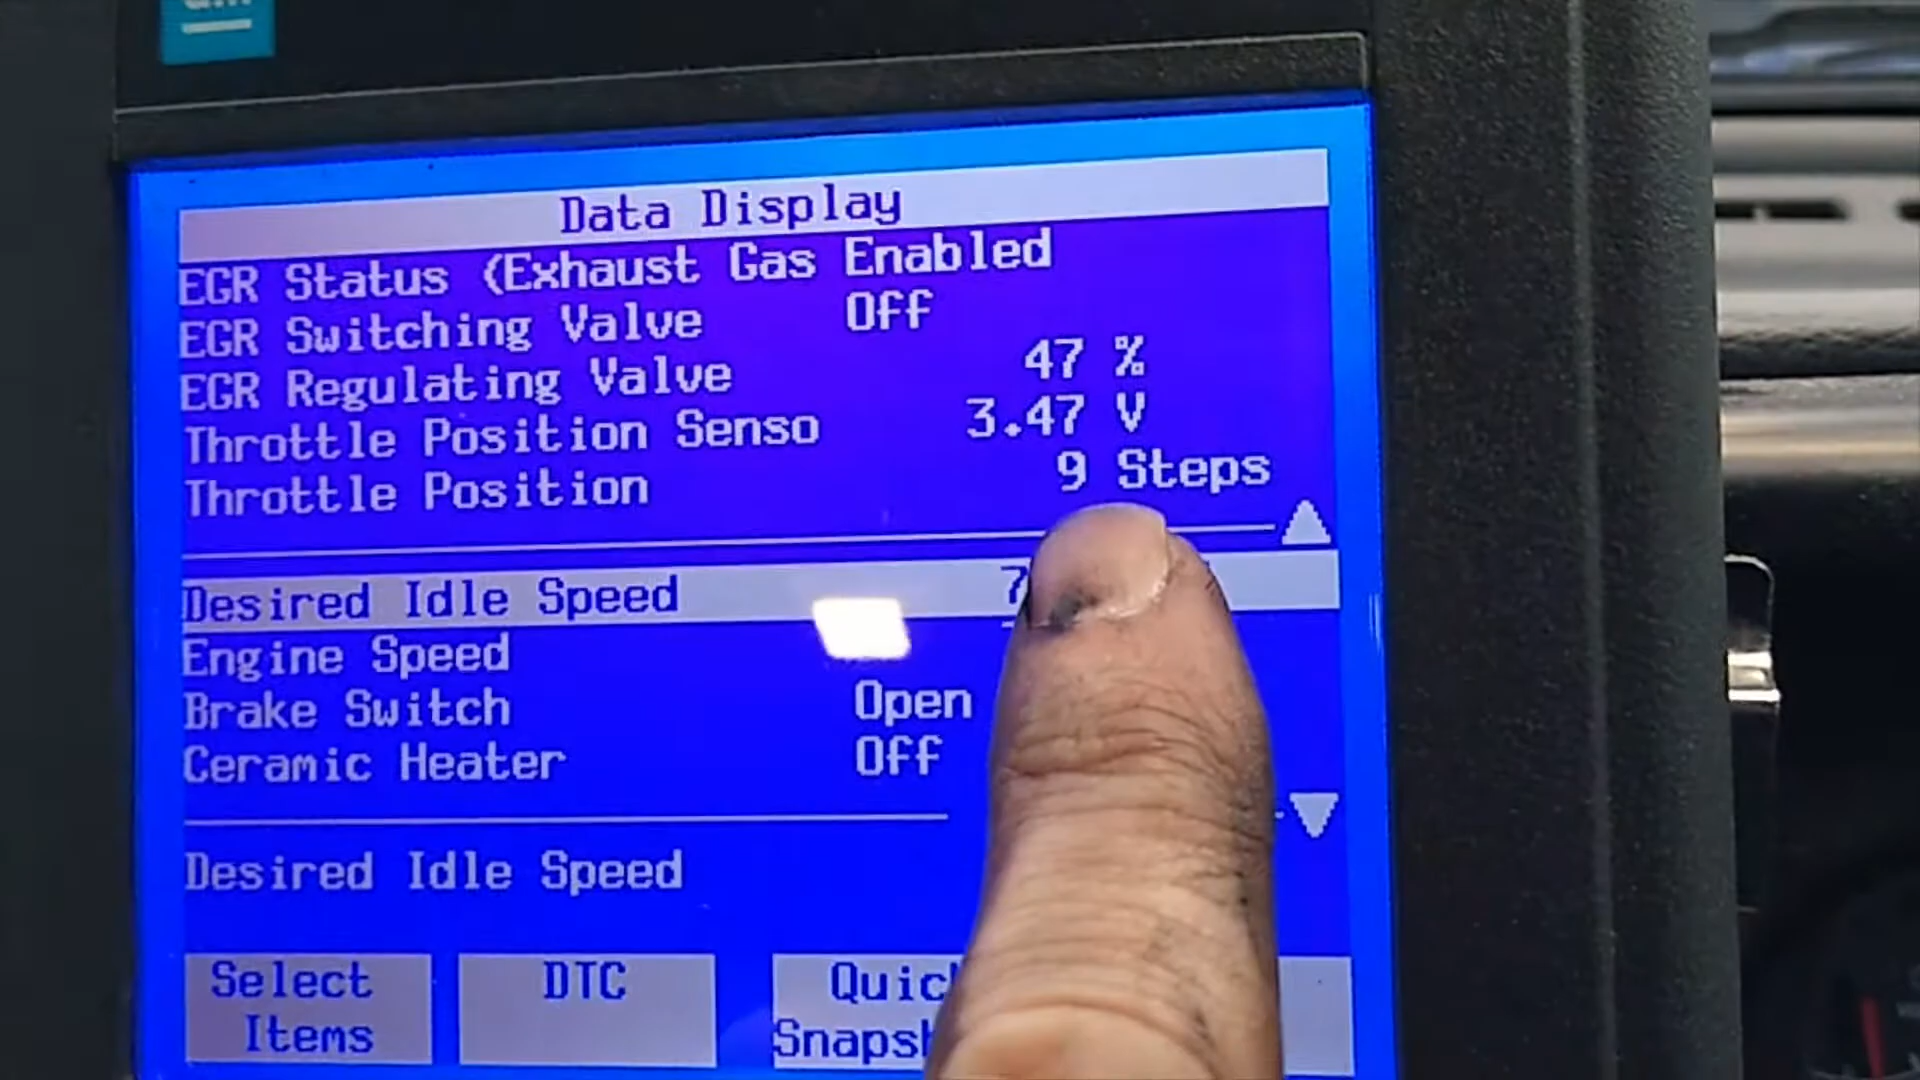 Data Display
EGR Status (Exhaust Gas Enabled
EGR Switching Valve Off
EGR Regulating Valve 47 %
Throttle Position Senso 3.47 V
Throttle Position 9 Steps
Desired Idle Speed 7
Engine Speed
Brake Switch Open
Ceramic Heater Off
Desired Idle Speed
Select
Items
DTC
Quic
Snaps